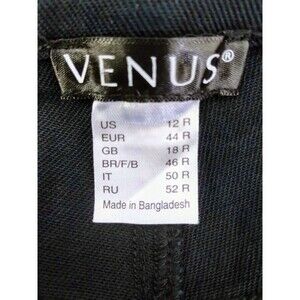 VENUS®
US 12 R
EUR 44 R
GB 18 R
BR/F/B 46 R
IT 50 R
RU 52 R
Made in Bangladesh